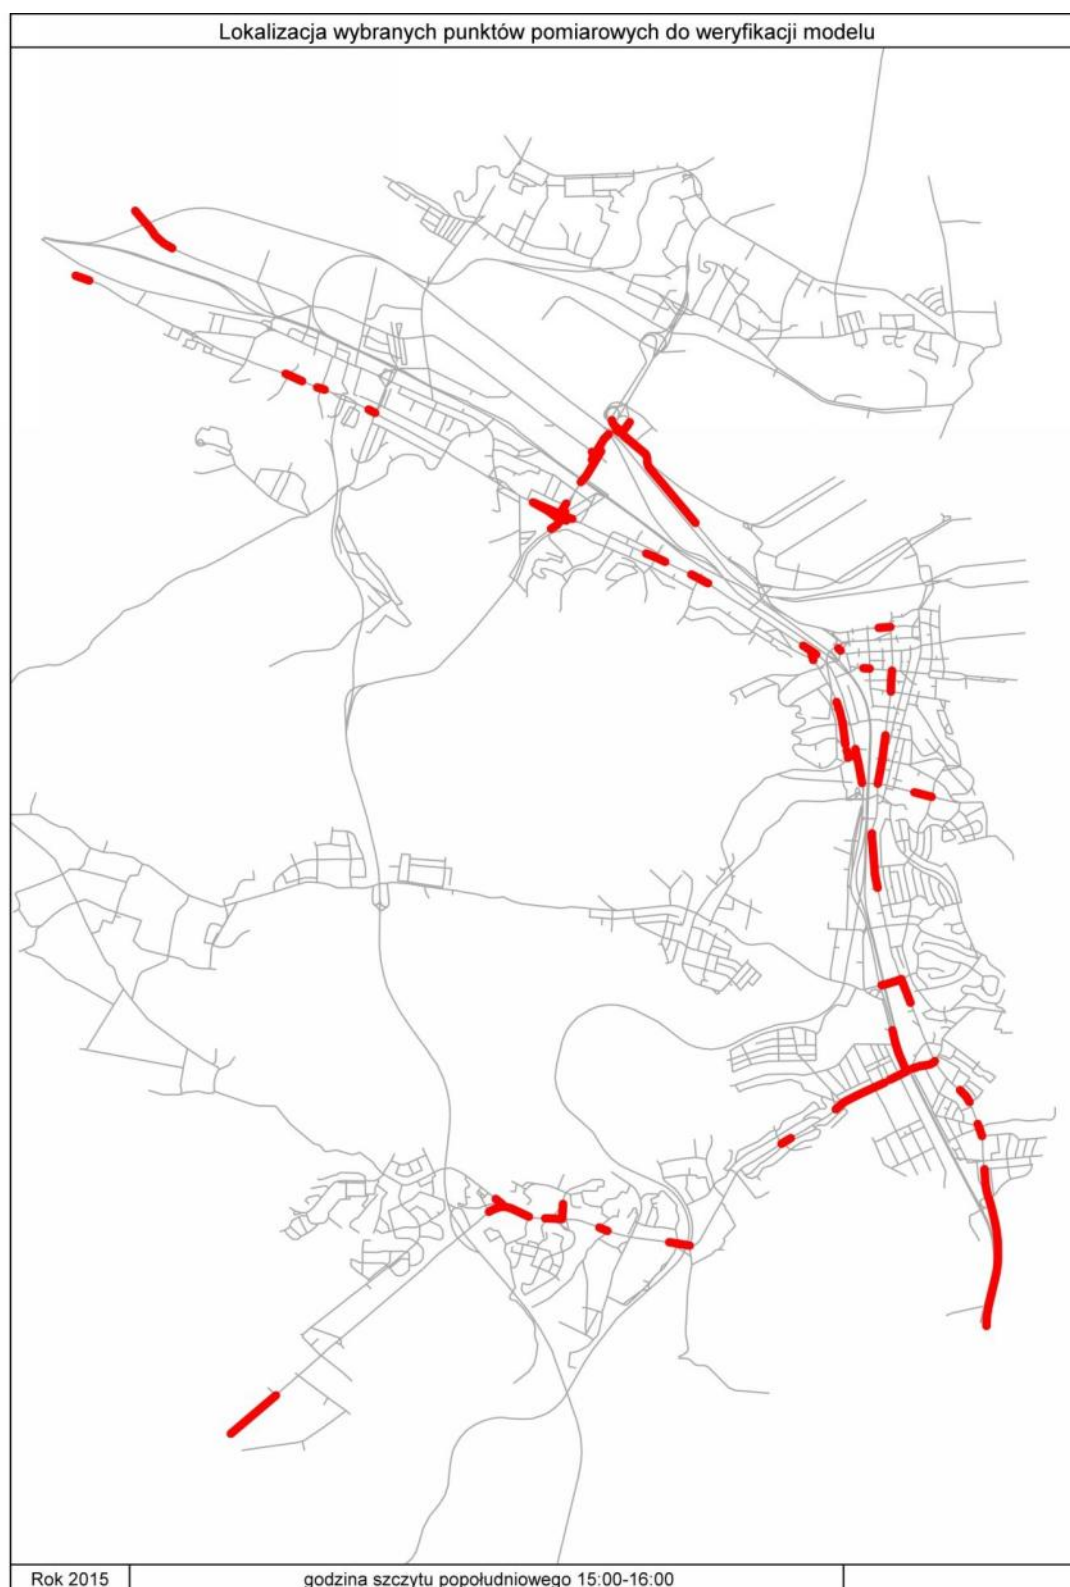 Lokalizacja wybranych punktów pomiarowych do weryfikacji modelu
Rok 2015
godzina szczytu popołudniowego 15:00-16:00